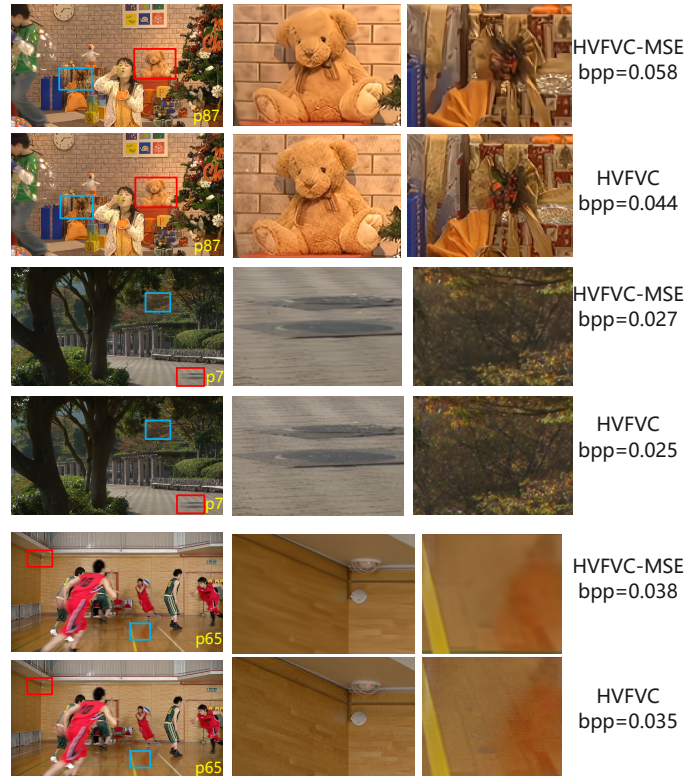 HVFVC-MSE
bpp=0.058
p87
HVFVC
bpp=0.044
p87
HVFVC-MSE
bpp=0.027
p7
HVFVC
bpp=0.025
p7
HVFVC-MSE
bpp=0.038
p65
HVFVC
bpp=0.035
p65